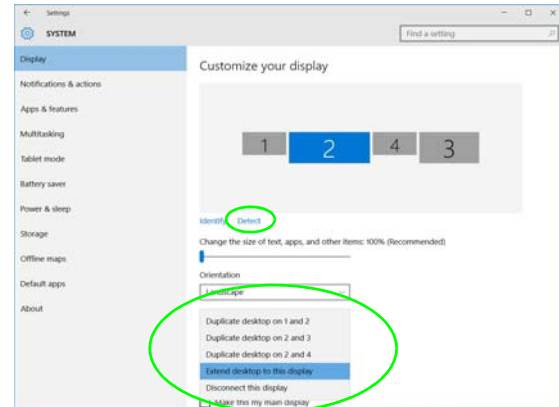 Settings
SYSTEM
Find a setting
Display
Notifications & actions
Apps & features
Multitasking
Tablet mode
Battery saver
Power & sleep
Storage
Offline maps
Default apps
About
Customize your display
1
2
4
3
Identify Detect
Change the size of text, apps, and other items: 100% (Recommended)
Orientation
Landscape
Duplicate desktop on 1 and 2
Duplicate desktop on 2 and 3
Duplicate desktop on 2 and 4
Extend desktop to this display
Disconnect this display
Make this my main display